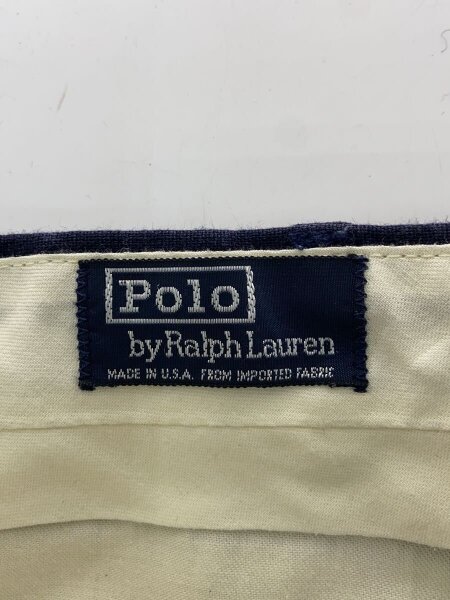 Polo
by Ralph Lauren
MADE IN U.S.A. FROM IMPORTED FABRIC